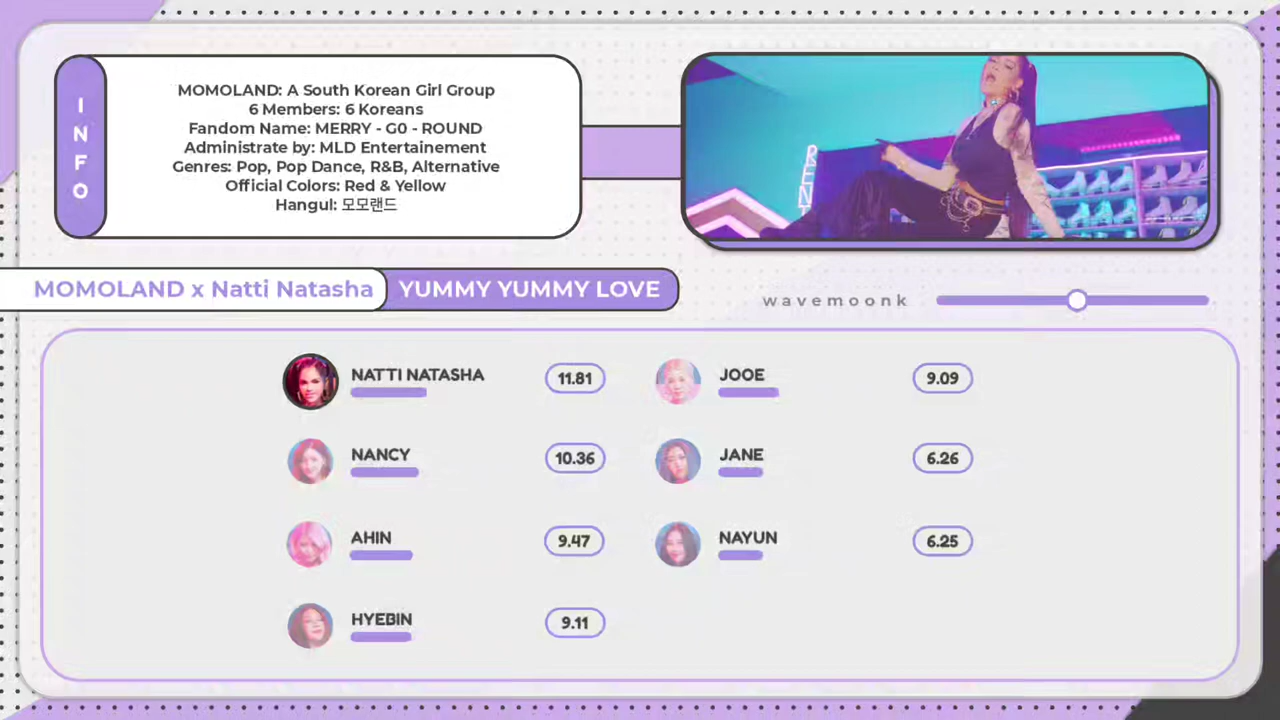 INFO
MOMOLAND: A South Korean Girl Group
6 Members: 6 Koreans
Fandom Name: MERRY - G0 - ROUND
Administrate by: MLD Entertainement
Genres: Pop, Pop Dance, R&B, Alternative
Official Colors: Red & Yellow
Hangul: 모모랜드
MOMOLAND x Natti Natasha YUMMY YUMMY LOVE
wavemoonk
NATTI NATASHA 11.81
JOOE 9.09
NANCY 10.36
JANE 6.26
AHIN 9.47
NAYUN 6.25
HYEBIN 9.11